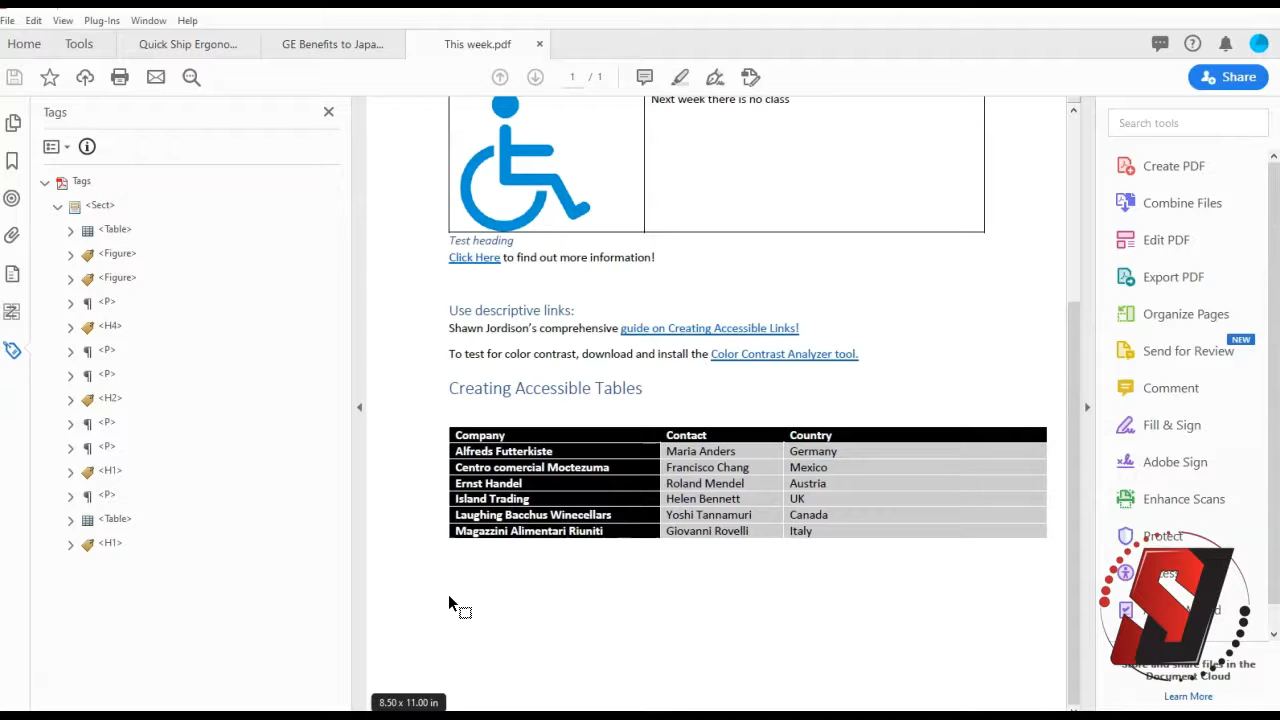 File Edit View Plug-Ins Window Help
Home Tools Quick Ship Ergono... GE Benefits to Japa... This week.pdf ×
1 / 1
Share
Tags
Tags
<Sect>
<Table>
<Figure>
<Figure>
<P>
<H4>
<P>
<P>
<H2>
<P>
<P>
<H1>
<P>
<Table>
<H1>
Next week there is no class
Test heading
Click Here to find out more information!
Use descriptive links:
Shawn Jordison's comprehensive guide on Creating Accessible Links!
To test for color contrast, download and install the Color Contrast Analyzer tool.
Creating Accessible Tables
Company Contact Country
Alfreds Futterkiste Maria Anders Germany
Centro comercial Moctezuma Francisco Chang Mexico
Ernst Handel Roland Mendel Austria
Island Trading Helen Bennett UK
Laughing Bacchus Winecellars Yoshi Tannamuri Canada
Magazzini Alimentari Riuniti Giovanni Rovelli Italy
8.50 x 11.00 in
Search tools
Create PDF
Combine Files
Edit PDF
Export PDF
Organize Pages
NEW
Send for Review
Comment
Fill & Sign
Adobe Sign
Enhance Scans
Protect
SJ
files in the
Document Cloud
Learn More